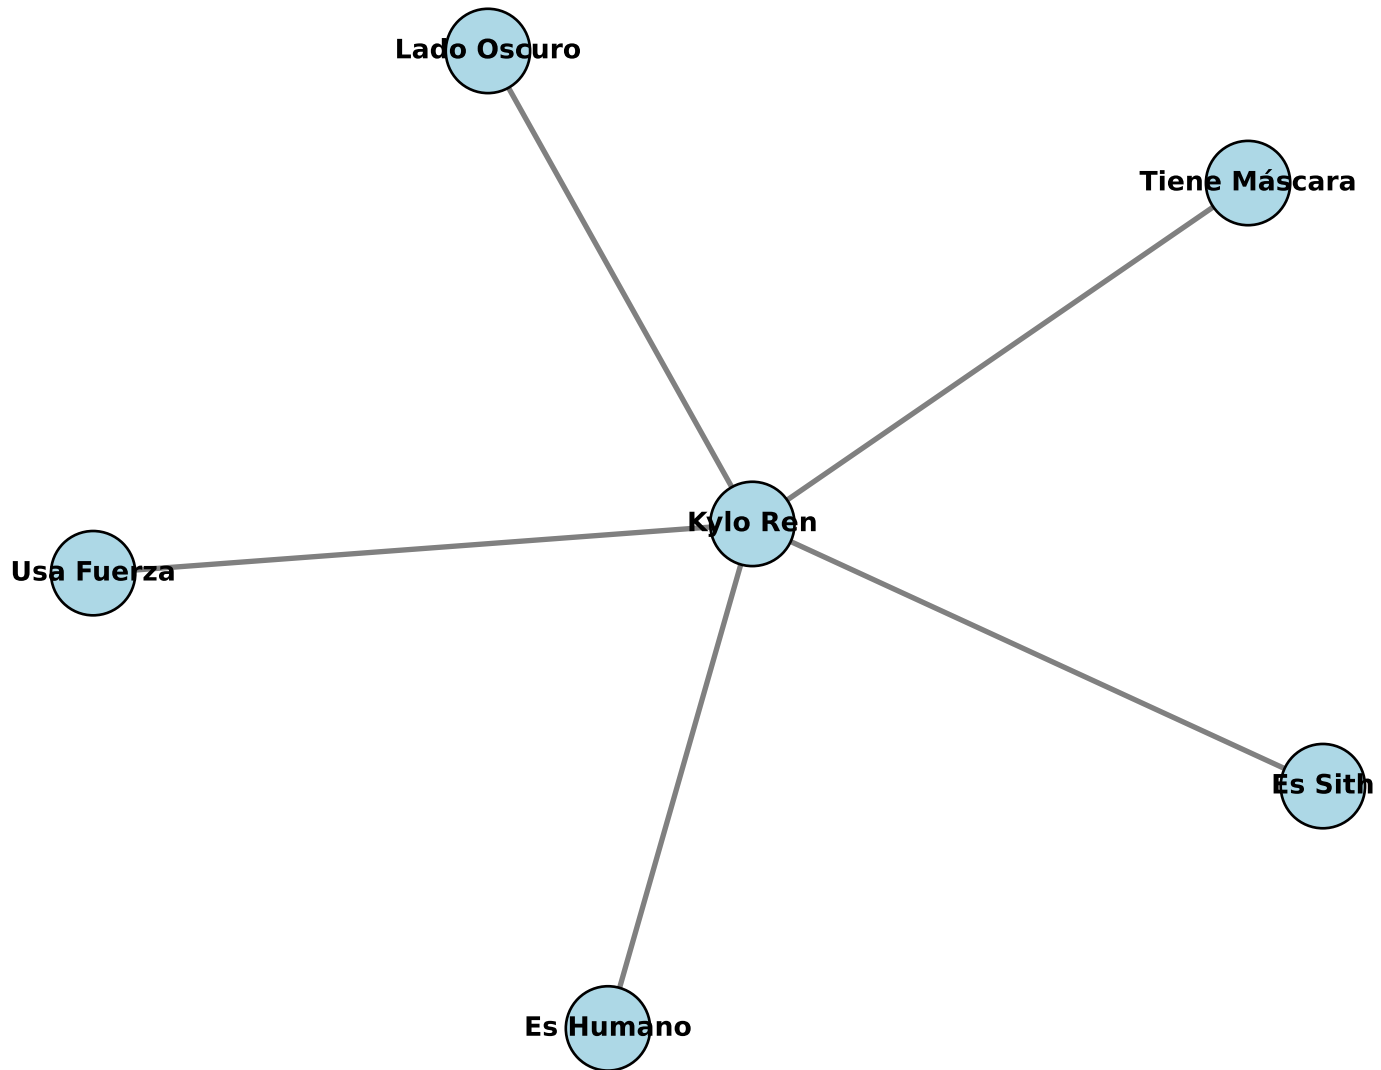 Lado Oscuro
Tiene Máscara
Kylo Ren
Usa Fuerza
Es Sith
Es Humano